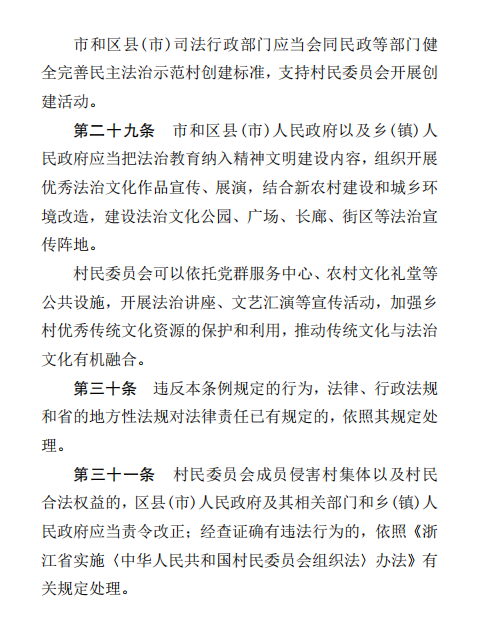 市和区县(市)司法行政部门应当会同民政等部门健
全完善民主法治示范村创建标准，支持村民委员会开展创
建活动。
第二十九条　市和区县(市)人民政府以及乡(镇)人
民政府应当把法治教育纳入精神文明建设内容，组织开展
优秀法治文化作品宣传、展演，结合新农村建设和城乡环
境改造，建设法治文化公园、广场、长廊、街区等法治宣
传阵地。
村民委员会可以依托党群服务中心、农村文化礼堂等
公共设施，开展法治讲座、文艺汇演等宣传活动，加强乡
村优秀传统文化资源的保护和利用，推动传统文化与法治
文化有机融合。
第三十条　违反本条例规定的行为，法律、行政法规
和省的地方性法规对法律责任已有规定的，依照其规定处
理。
第三十一条　村民委员会成员侵害村集体以及村民
合法权益的，区县(市)人民政府及其相关部门和乡(镇)人
民政府应当责令改正；经查证确有违法行为的，依照《浙
江省实施〈中华人民共和国村民委员会组织法〉办法》有
关规定处理。